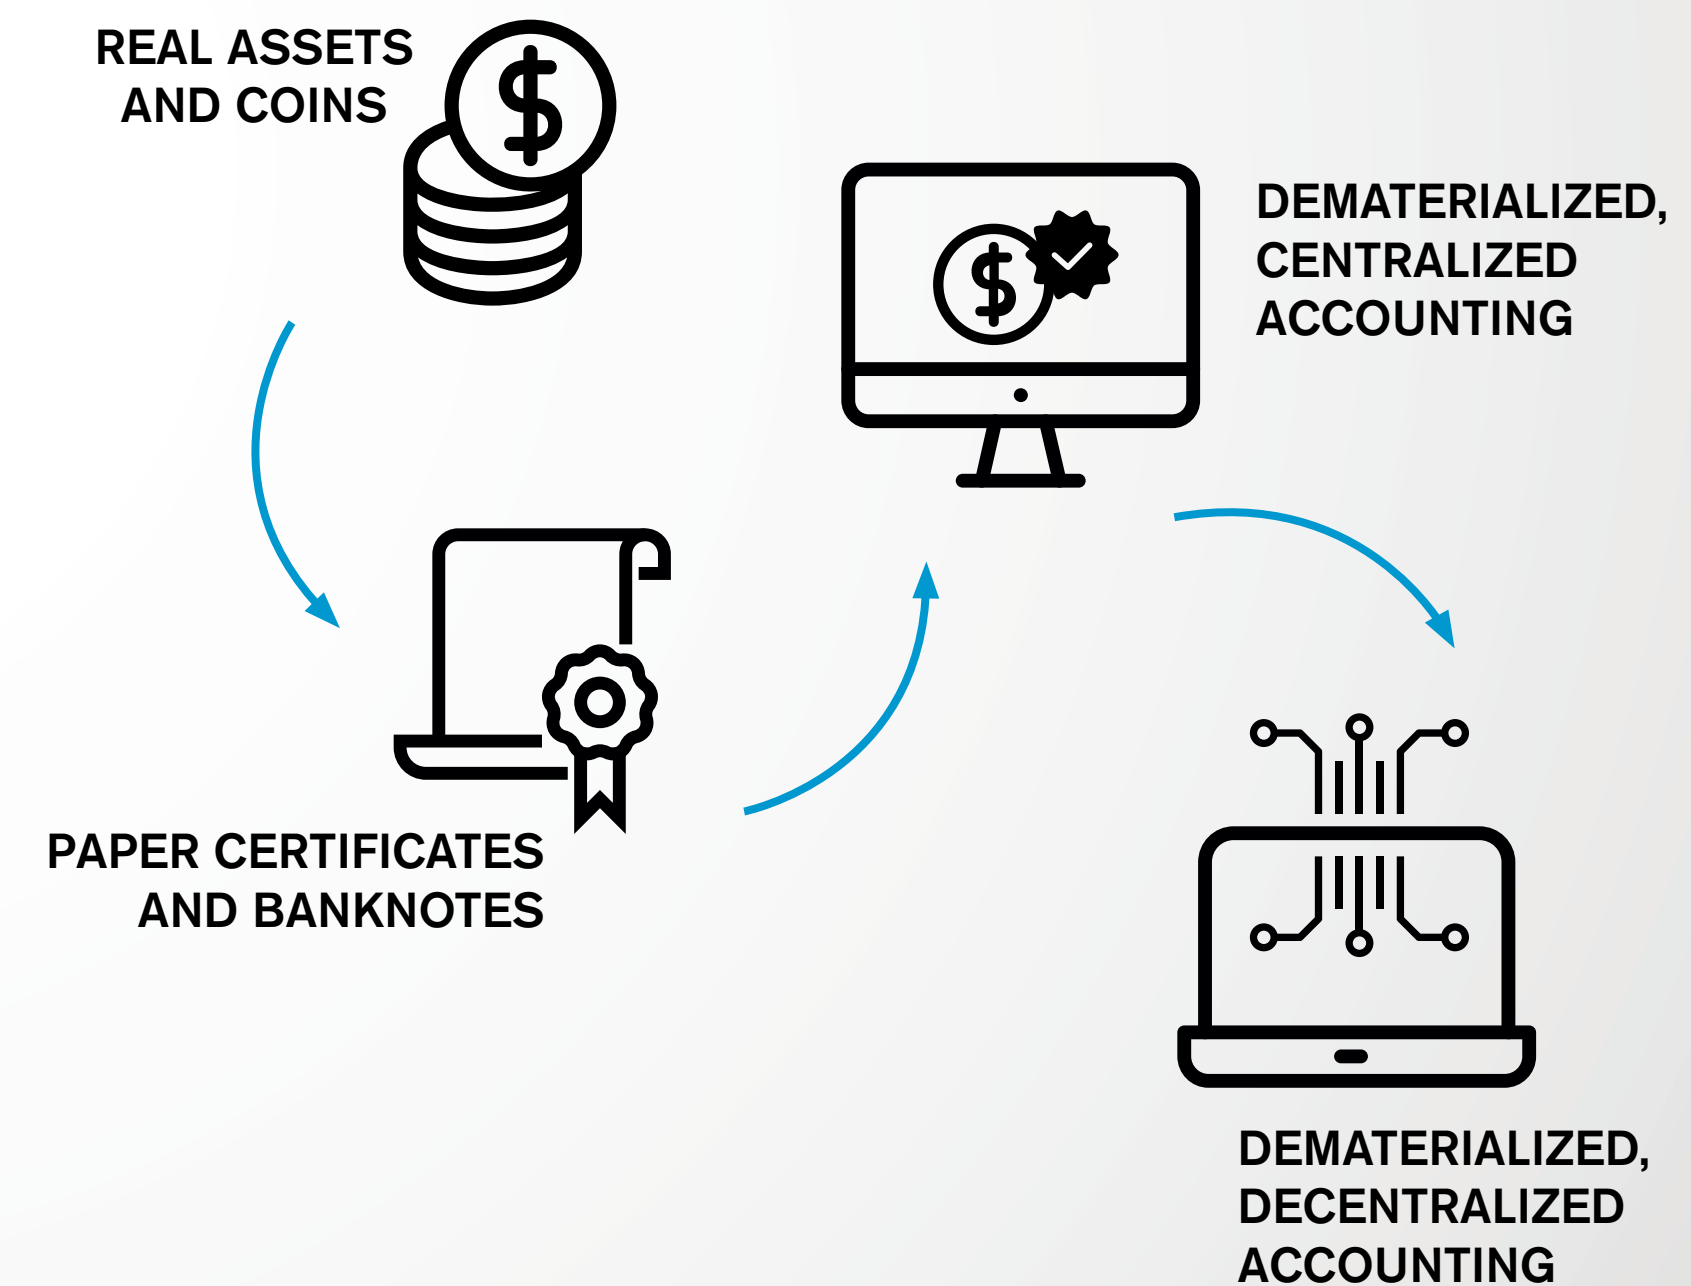 REAL ASSETS
AND COINS
$
PAPER CERTIFICATES
AND BANKNOTES
$
DEMATERIALIZED,
CENTRALIZED
ACCOUNTING
DEMATERIALIZED,
DECENTRALIZED
ACCOUNTING